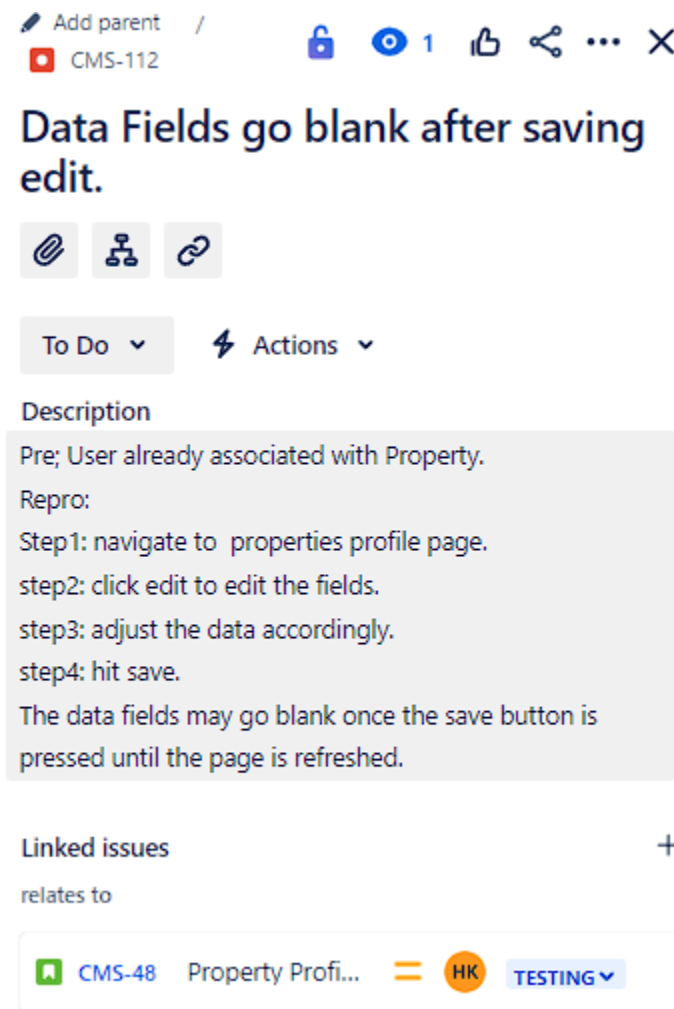 Add parent /
CMS-112
1
Data Fields go blank after saving
edit.
To Do
Actions
Description
Pre; User already associated with Property.
Repro:
Step1: navigate to  properties profile page.
step2: click edit to edit the fields.
step3: adjust the data accordingly.
step4: hit save.
The data fields may go blank once the save button is
pressed until the page is refreshed.
Linked issues
relates to
CMS-48 Property Profi... HK TESTING